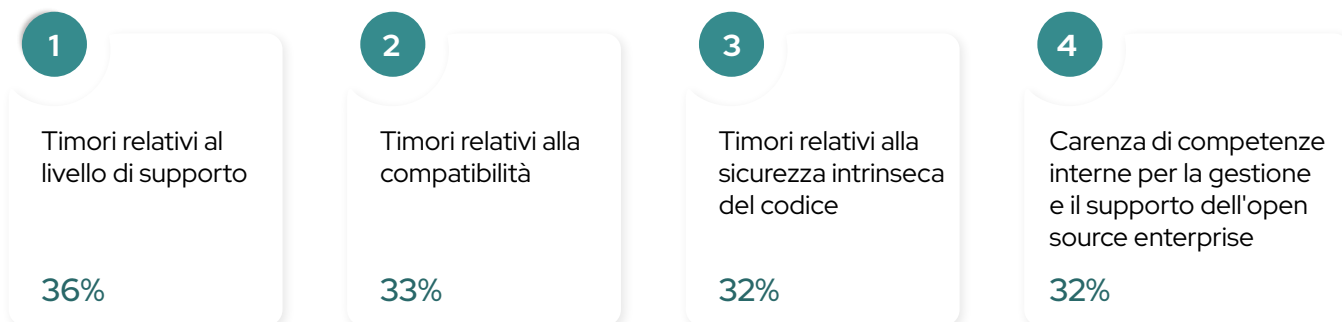 1
Timori relativi al
livello di supporto
36%
2
Timori relativi alla
compatibilità
33%
3
Timori relativi alla
sicurezza intrinseca
del codice
32%
4
Carenza di competenze
interne per la gestione
e il supporto dell'open
source enterprise
32%